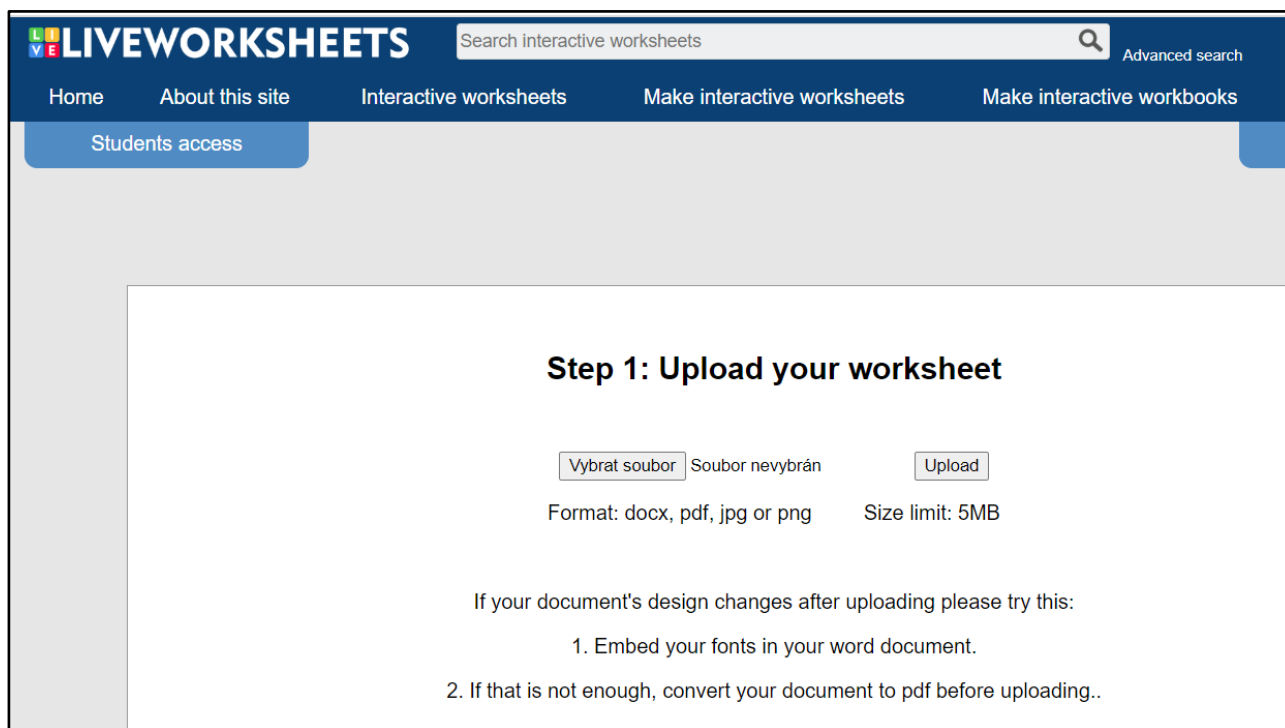 LIVE LIVEWORKSHEETS Search interactive worksheets Advanced search
Home About this site Interactive worksheets Make interactive worksheets Make interactive workbooks
Students access
Step 1: Upload your worksheet
Vybrat soubor Soubor nevybrán Upload
Format: docx, pdf, jpg or png Size limit: 5MB
If your document's design changes after uploading please try this:
1. Embed your fonts in your word document.
2. If that is not enough, convert your document to pdf before uploading..